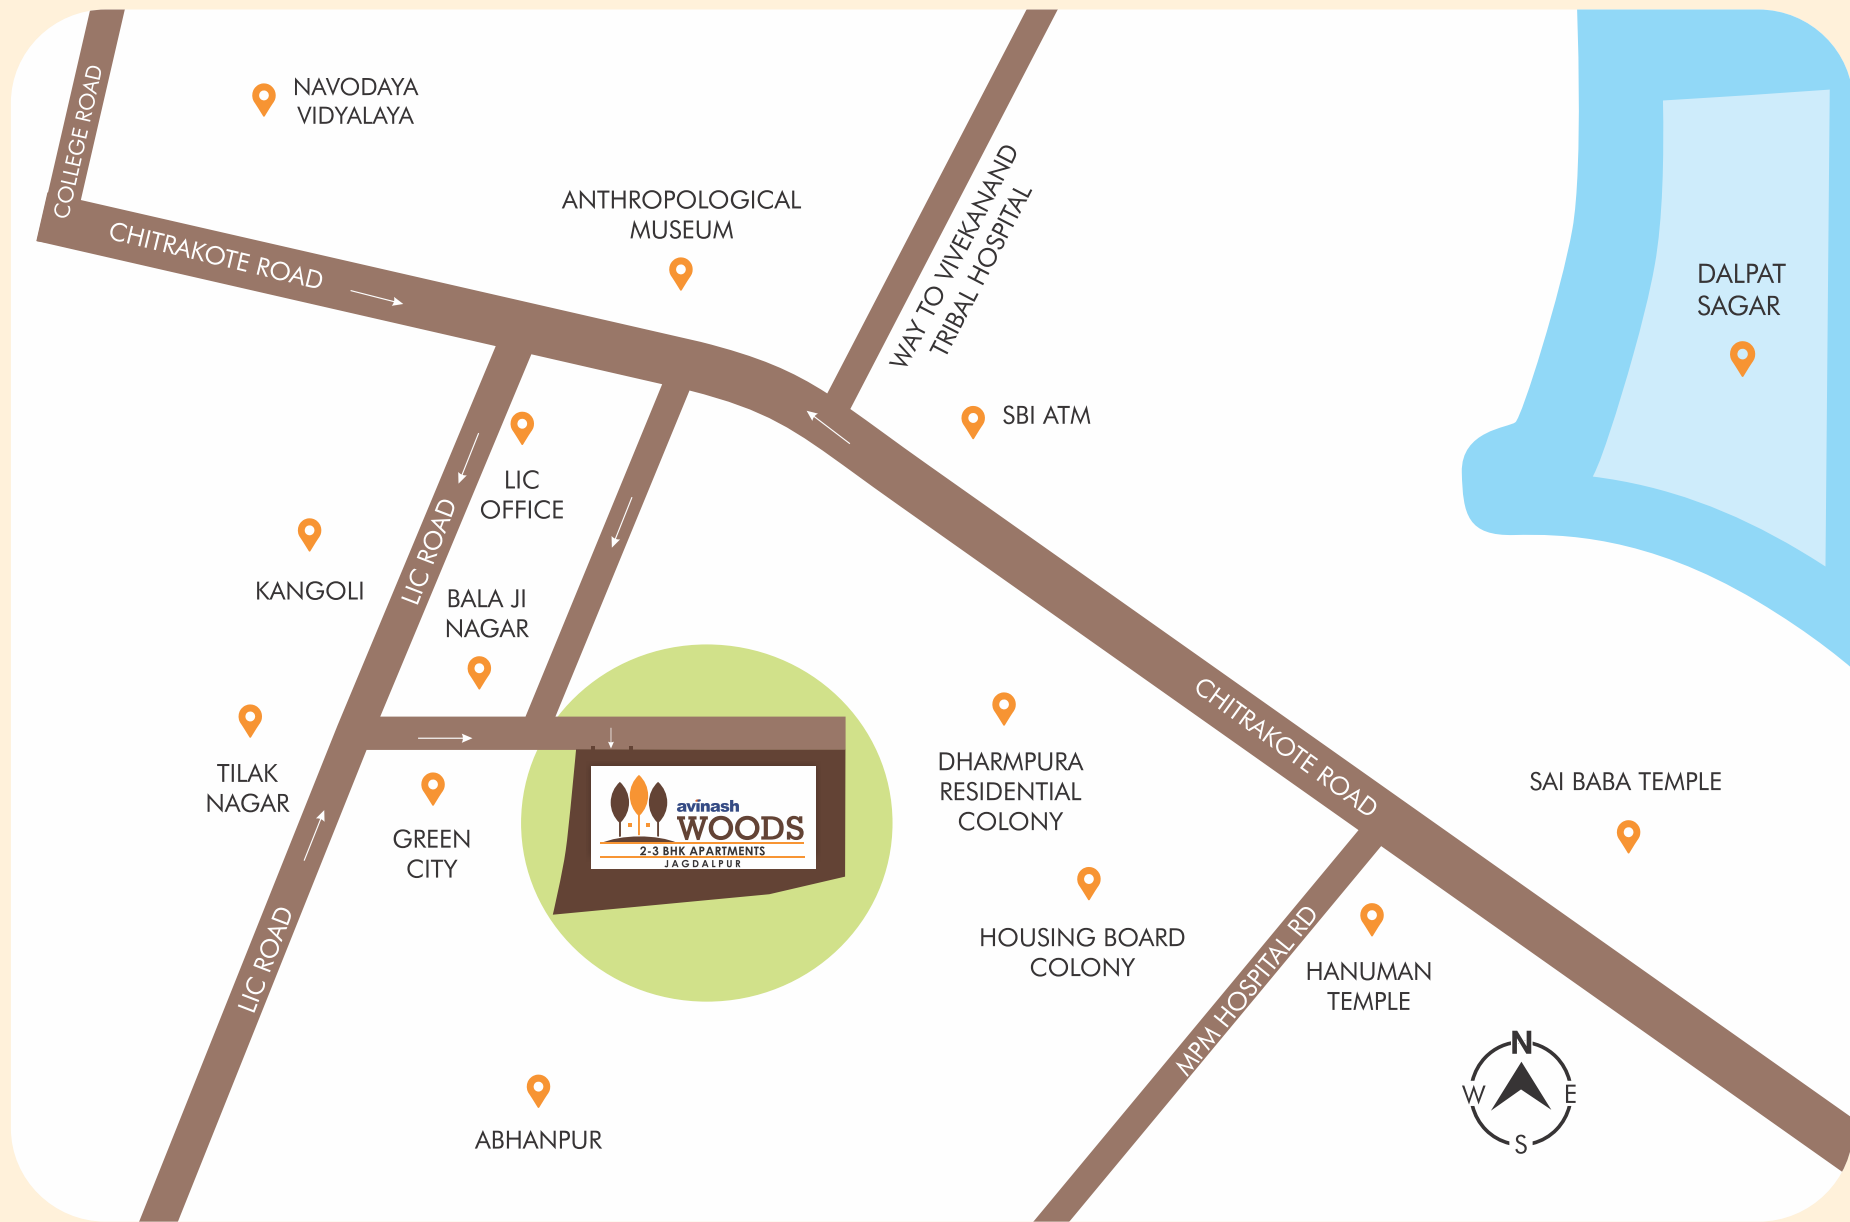 COLLEGE ROAD
NAVODAYA
VIDYALAYA
CHITRAKOTE ROAD
ANTHROPOLOGICAL
MUSEUM
WAY TO VIVEKANAND
TRIBAL HOSPITAL
DALPAT
SAGAR
SBI ATM
LIC
OFFICE
LIC ROAD
KANGOLI
BALA JI
NAGAR
TILAK
NAGAR
GREEN
CITY
avinash
WOODS
2-3 BHK APARTMENTS
JAGDALPUR
DHARMPURA
RESIDENTIAL
COLONY
CHITRAKOTE ROAD
SAI BABA TEMPLE
HOUSING BOARD
COLONY
MPM HOSPITAL RD
HANUMAN
TEMPLE
LIC ROAD
ABHANPUR
N
W
E
S